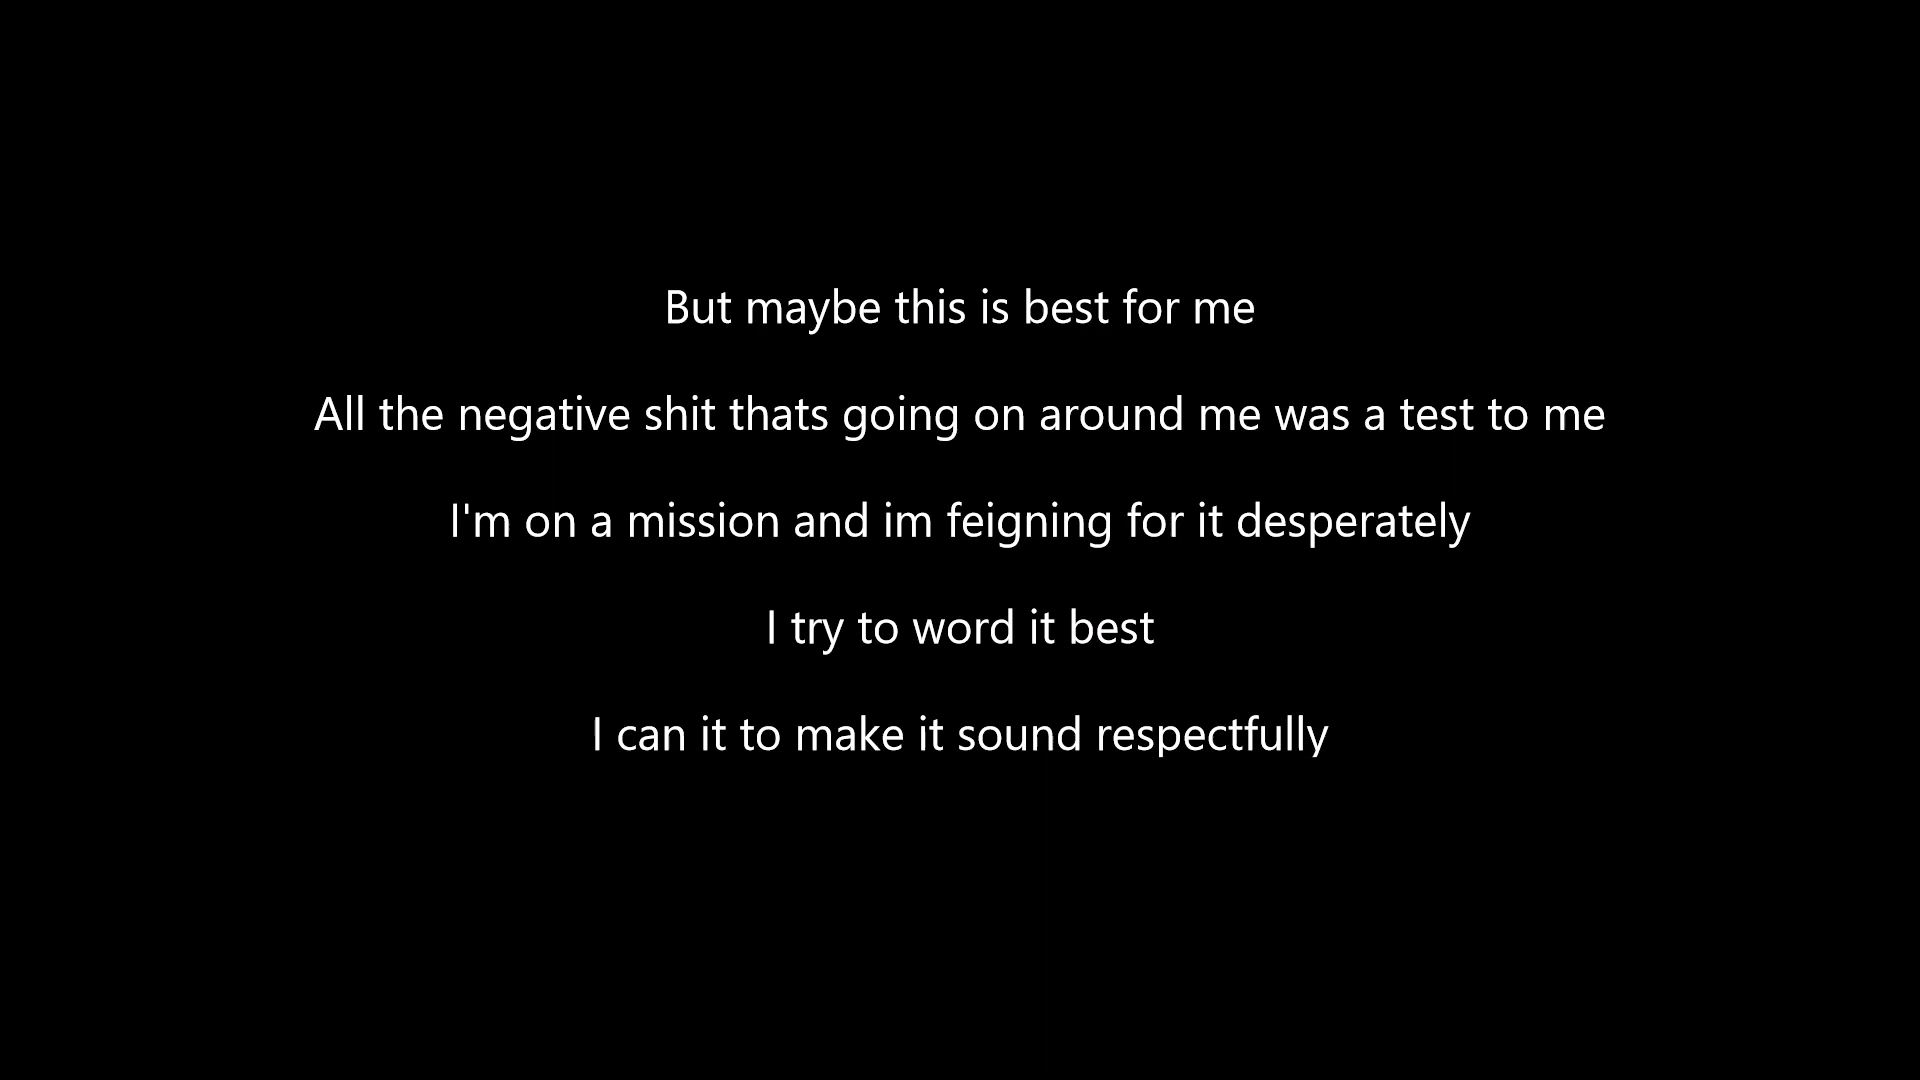 But maybe this is best for me
All the negative shit thats going on around me was a test to me
I'm on a mission and im feigning for it desperately
I try to word it best
I can it to make it sound respectfully